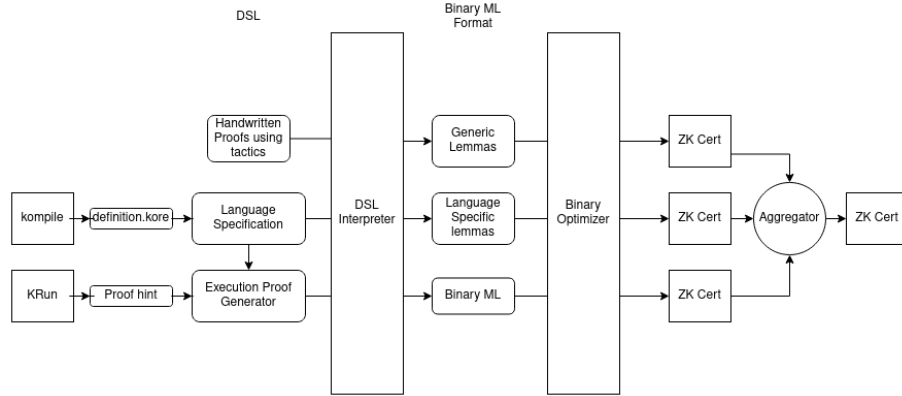 DSL
Binary ML
Format
Handwritten
Proofs using
tactics
Generic
Lemmas
ZK Cert
kompile
definition.kore
Language
Specification
DSL
Interpreter
Language
Specific
lemmas
Binary
Optimizer
ZK Cert
Aggregator
ZK Cert
KRun
Proof hint
Execution Proof
Generator
Binary ML
ZK Cert